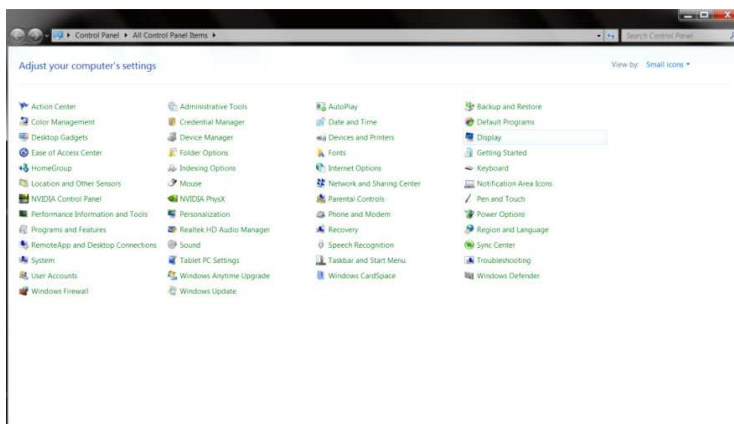 Control Panel ▸ All Control Panel Items ▸
Search Control Panel
Adjust your computer's settings
View by: Small icons
Action Center
Administrative Tools
AutoPlay
Backup and Restore
Color Management
Credential Manager
Date and Time
Default Programs
Desktop Gadgets
Device Manager
Devices and Printers
Display
Ease of Access Center
Folder Options
Fonts
Getting Started
HomeGroup
Indexing Options
Internet Options
Keyboard
Location and Other Sensors
Mouse
Network and Sharing Center
Notification Area Icons
NVIDIA Control Panel
NVIDIA PhysX
Parental Controls
Pen and Touch
Performance Information and Tools
Personalization
Phone and Modem
Power Options
Programs and Features
Realtek HD Audio Manager
Recovery
Region and Language
RemoteApp and Desktop Connections
Sound
Speech Recognition
Sync Center
System
Tablet PC Settings
Taskbar and Start Menu
Troubleshooting
User Accounts
Windows Anytime Upgrade
Windows CardSpace
Windows Defender
Windows Firewall
Windows Update